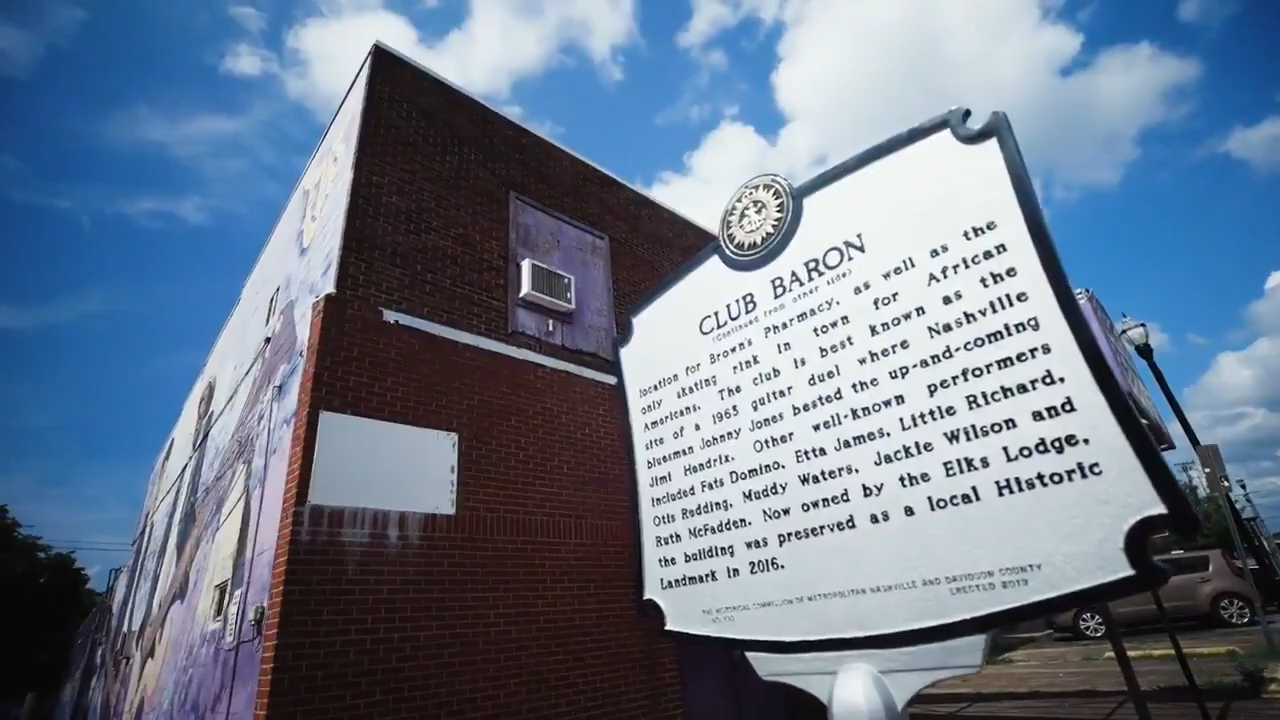 CLUB BARON
(Continued from other side)
location for Brown's Pharmacy, as well as the
only skating rink in town for African
Americans. The club is best known as the
site of a 1963 guitar duel where Nashville
bluesman Johnny Jones bested the up-and-coming
Jimi Hendrix. Other well-known performers
included Fats Domino, Etta James, Little Richard,
Otis Redding, Muddy Waters, Jackie Wilson and
Ruth McFadden. Now owned by the Elks Lodge,
the building was preserved as a local Historic
Landmark in 2016.
THE HISTORICAL COMMISSION OF METROPOLITAN NASHVILLE AND DAVIDSON COUNTY
ERECTED 2019